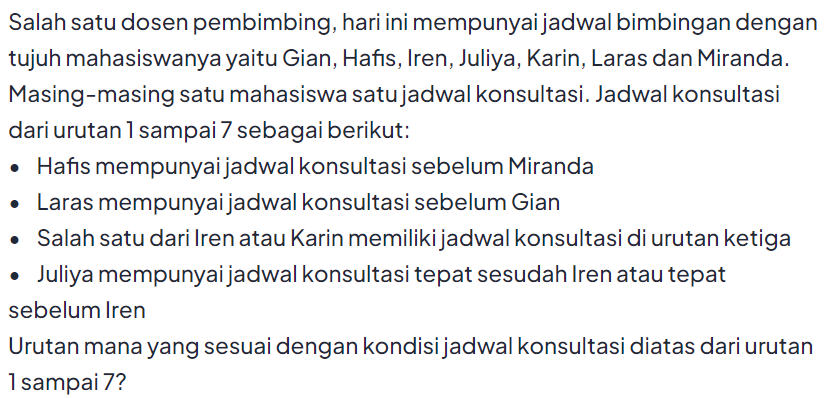 Salah satu dosen pembimbing, hari ini mempunyai jadwal bimbingan dengan
tujuh mahasiswanya yaitu Gian, Hafis, Iren, Juliya, Karin, Laras dan Miranda.
Masing-masing satu mahasiswa satu jadwal konsultasi. Jadwal konsultasi
dari urutan 1 sampai 7 sebagai berikut:
• Hafis mempunyai jadwal konsultasi sebelum Miranda
• Laras mempunyai jadwal konsultasi sebelum Gian
• Salah satu dari Iren atau Karin memiliki jadwal konsultasi di urutan ketiga
• Juliya mempunyai jadwal konsultasi tepat sesudah Iren atau tepat
sebelum Iren
Urutan mana yang sesuai dengan kondisi jadwal konsultasi diatas dari urutan
1 sampai 7?